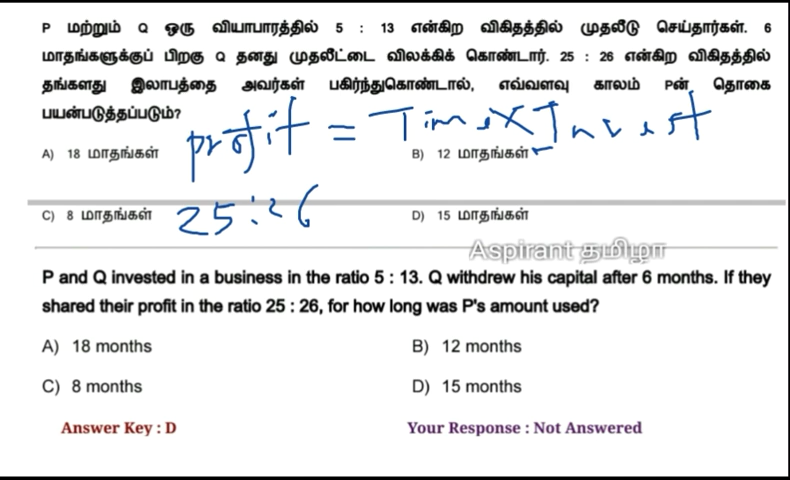 P மற்றும் Q ஒரு வியாபாரத்தில் 5 : 13 என்கிற விகிதத்தில் முதலீடு செய்தார்கள். 6
மாதங்களுக்குப் பிறகு Q தனது முதலீட்டை விலக்கிக் கொண்டார். 25 : 26 என்கிற விகிதத்தில்
தங்களது இலாபத்தை அவர்கள் பகிர்ந்துகொண்டால், எவ்வளவு காலம் Pன் தொகை
பயன்படுத்தப்படும்?
profit = Time X Invest
A) 18 மாதங்கள்
B) 12 மாதங்கள்
C) 8 மாதங்கள்
25:26
D) 15 மாதங்கள்
Aspirant தமிழா
P and Q invested in a business in the ratio 5 : 13. Q withdrew his capital after 6 months. If they
shared their profit in the ratio 25 : 26, for how long was P's amount used?
A) 18 months
B) 12 months
C) 8 months
D) 15 months
Answer Key : D
Your Response : Not Answered